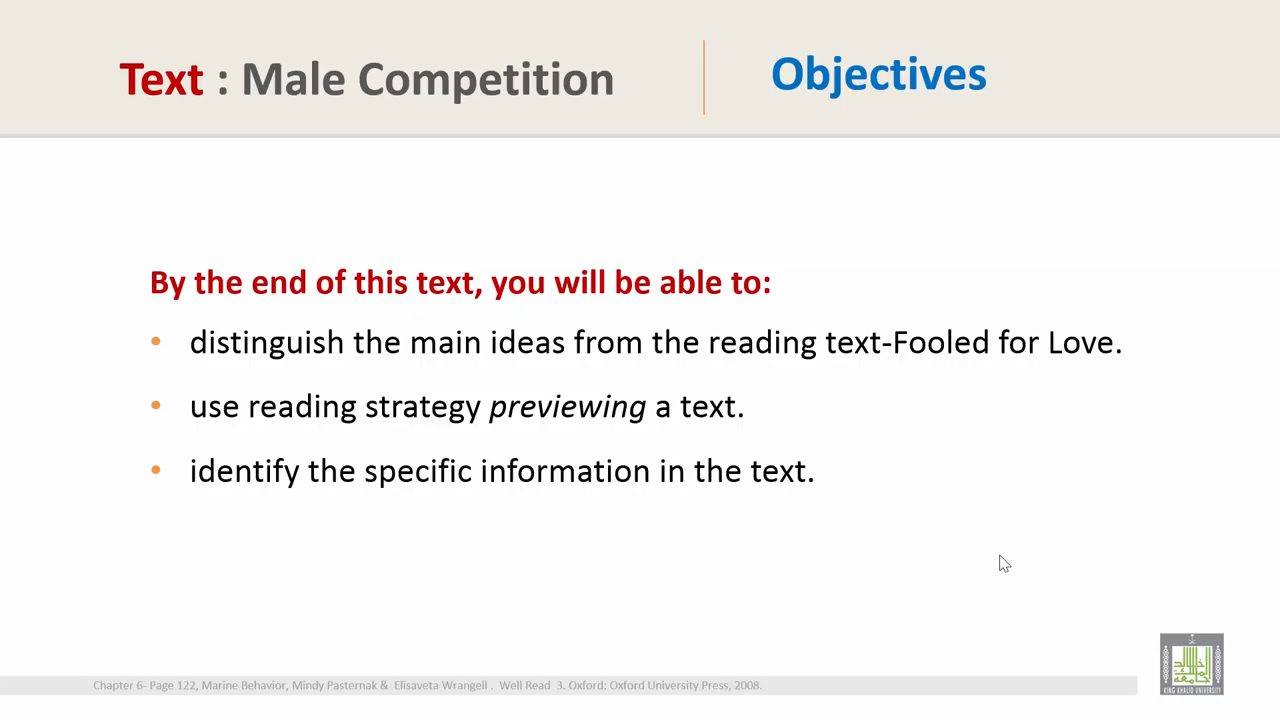 Text : Male Competition
Objectives
By the end of this text, you will be able to:
• distinguish the main ideas from the reading text-Fooled for Love.
• use reading strategy previewing a text.
• identify the specific information in the text.
Chapter 6- Page 122, Marine Behavior, Mindy Pasternak & Elisaveta Wrangell . Well Read 3. Oxford: Oxford University Press, 2008.
KING KHALID UNIVERSITY